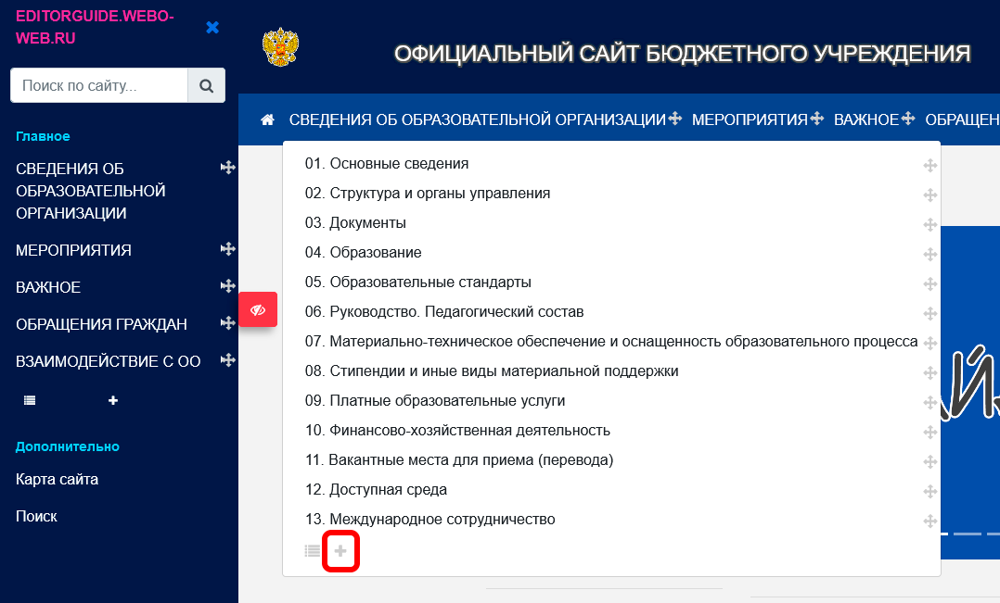 EDITORGUIDE.WEBO-
WEB.RU
Поиск по сайту...
Главное
СВЕДЕНИЯ ОБ
ОБРАЗОВАТЕЛЬНОЙ
ОРГАНИЗАЦИИ
МЕРОПРИЯТИЯ
ВАЖНОЕ
ОБРАЩЕНИЯ ГРАЖДАН
ВЗАИМОДЕЙСТВИЕ С ОО
Дополнительно
Карта сайта
Поиск
ОФИЦИАЛЬНЫЙ САЙТ БЮДЖЕТНОГО УЧРЕЖДЕНИЯ
СВЕДЕНИЯ ОБ ОБРАЗОВАТЕЛЬНОЙ ОРГАНИЗАЦИИ МЕРОПРИЯТИЯ ВАЖНОЕ ОБРАЩЕН
01. Основные сведения
02. Структура и органы управления
03. Документы
04. Образование
05. Образовательные стандарты
06. Руководство. Педагогический состав
07. Материально-техническое обеспечение и оснащенность образовательного процесса
08. Стипендии и иные виды материальной поддержки
09. Платные образовательные услуги
10. Финансово-хозяйственная деятельность
11. Вакантные места для приема (перевода)
12. Доступная среда
13. Международное сотрудничество